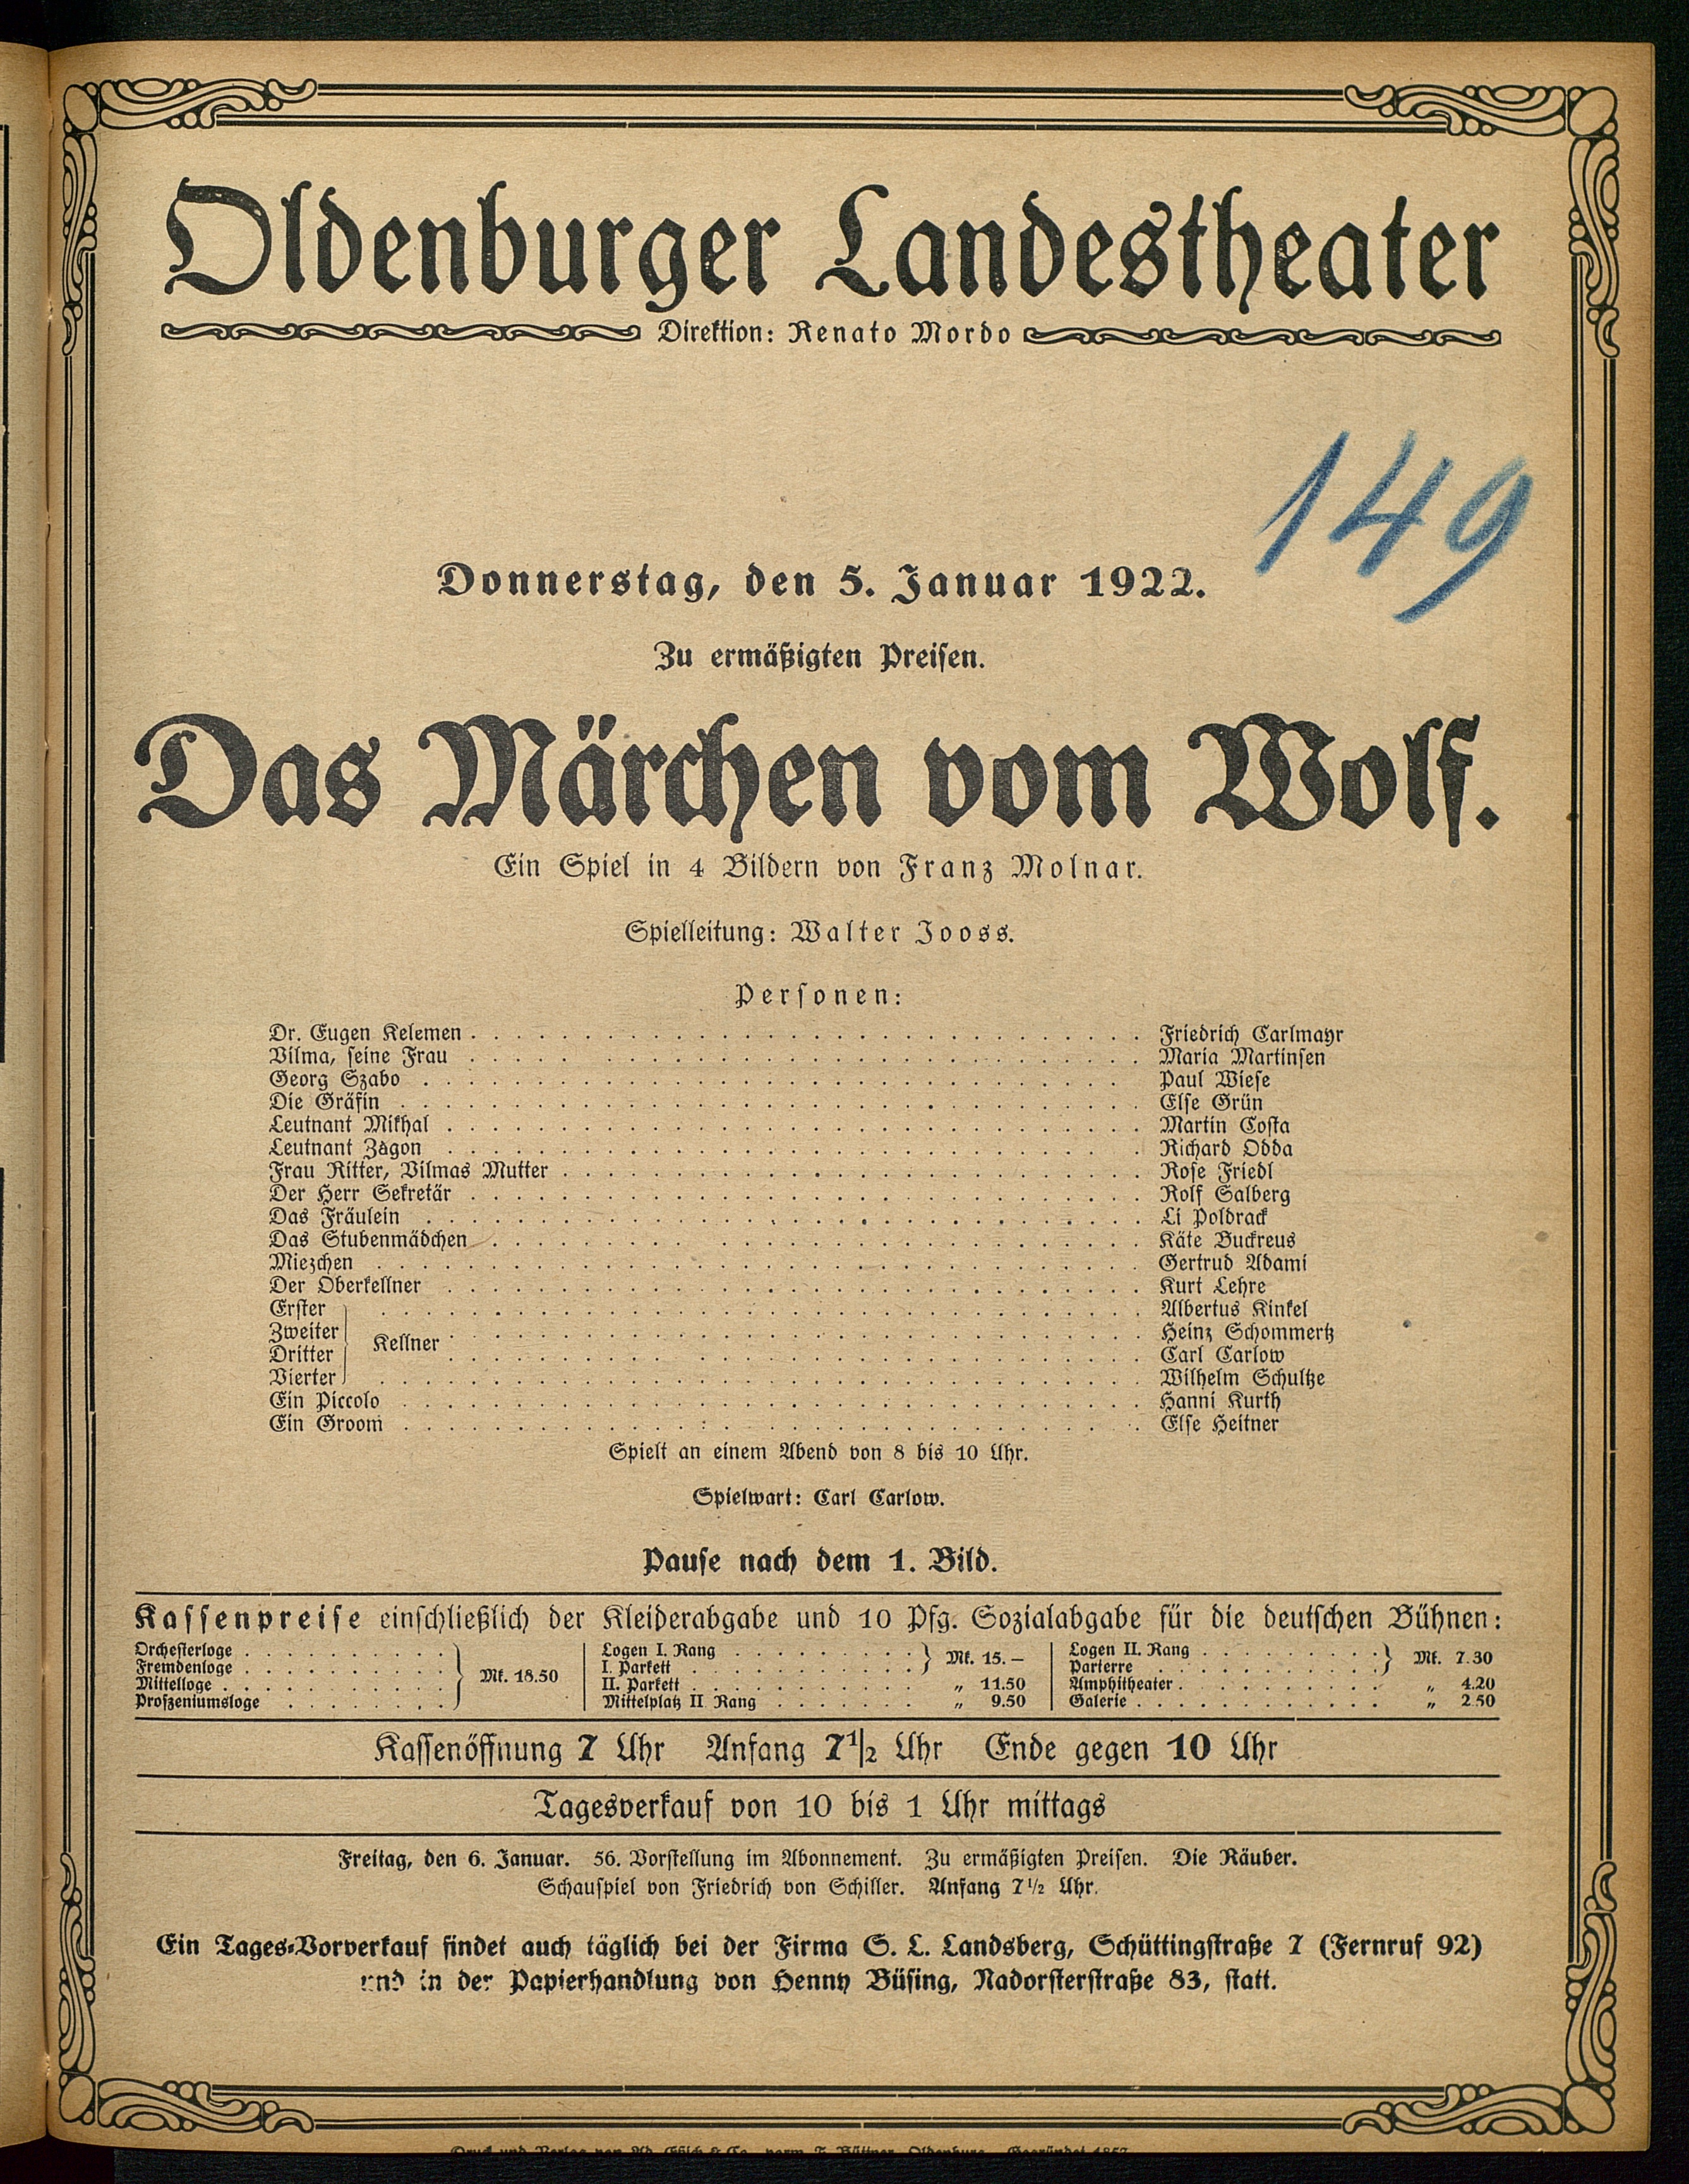 Oldenburger Landestheater
Direktion: Renato Mordo
149
Donnerstag, den 5. Januar 1922.
Zu ermäßigten Preisen.
Das Märchen vom Wolf.
Ein Spiel in 4 Bildern von Franz Molnar.
Spielleitung: Walter Jooss.
Personen:
Dr. Eugen Kelemen . . . . . Friedrich Carlmayr
Vilma, seine Frau . . . . . Maria Martinsen
Georg Szabo . . . . . Paul Wiese
Die Gräfin . . . . . Else Grün
Leutnant Mikhal . . . . . Martin Costa
Leutnant Zagon . . . . . Richard Odda
Frau Ritter, Vilmas Mutter . . . . . Rose Friedl
Der Herr Sekretär . . . . . Rolf Salberg
Das Fräulein . . . . . Li Poldrack
Das Stubenmädchen . . . . . Käte Buckreus
Miezchen . . . . . Gertrud Adami
Der Oberkellner . . . . . Kurt Lehre
Erster . . . . . Albertus Kinkel
Zweiter . . . . . Heinz Schommertz
Kellner
Dritter . . . . . Carl Carlow
Vierter . . . . . Wilhelm Schultze
Ein Piccolo . . . . . Hanni Kurth
Ein Groom . . . . . Else Heitner
Spielt an einem Abend von 8 bis 10 Uhr.
Spielwart: Carl Carlow.
Pause nach dem 1. Bild.
Kassenpreise einschließlich der Kleiderabgabe und 10 Pfg. Sozialabgabe für die deutschen Bühnen:
Orchesterloge . . . . .
Fremdenloge . . . . .
Mittelloge . . . . .
Proszeniumsloge . . . . .
Mk. 18.50
Logen I. Rang . . . . .
I. Parkett . . . . .
Mk. 15.—
II. Parkett . . . . . „ 11.50
Mittelplatz II Rang . . . . . „ 9.50
Logen II. Rang . . . . .
Parterre . . . . .
Mk. 7.30
Amphitheater . . . . . „ 4.20
Galerie . . . . . „ 2.50
Kassenöffnung 7 Uhr Anfang 7 1/2 Uhr Ende gegen 10 Uhr
Tagesverkauf von 10 bis 1 Uhr mittags
Freitag, den 6. Januar. 56. Vorstellung im Abonnement. Zu ermäßigten Preisen. Die Räuber.
Schauspiel von Friedrich von Schiller. Anfang 7 1/2 Uhr.
Ein Tages-Vorverkauf findet auch täglich bei der Firma S. L. Landsberg, Schüttingstraße 7 (Fernruf 92)
und in der Papierhandlung von Henny Büsing, Nadorsterstraße 83, statt.